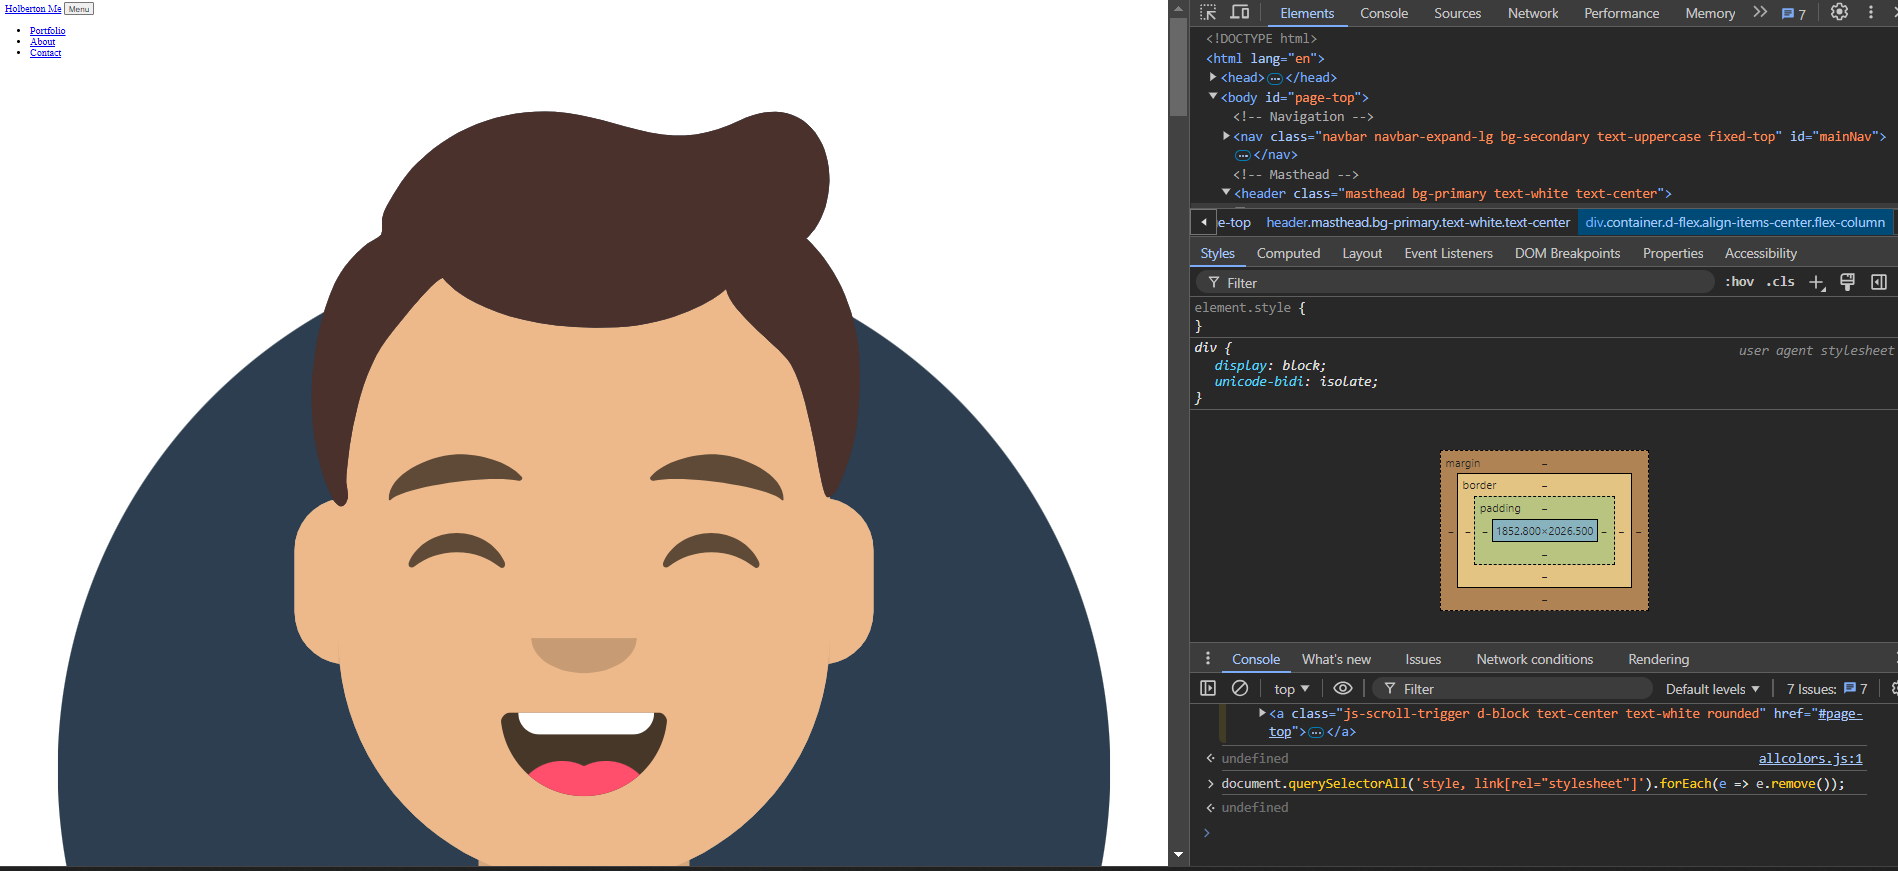 Holberton Me Menu
Portfolio
About
Contact
Elements Console Sources Network Performance Memory 7
<!DOCTYPE html>
<html lang="en">
<head> </head>
<body id="page-top">
<!-- Navigation -->
<nav class="navbar navbar-expand-lg bg-secondary text-uppercase fixed-top" id="mainNav">
</nav>
<!-- Masthead -->
<header class="masthead bg-primary text-white text-center">
e-top header.masthead.bg-primary.text-white.text-center div.container.d-flex.align-items-center.flex-column
Styles Computed Layout Event Listeners DOM Breakpoints Properties Accessibility
Filter :hov .cls
element.style {
}
div { user agent stylesheet
display: block;
unicode-bidi: isolate;
}
margin –
border –
padding –
– – – 1852.800×2026.500 – – –
–
–
–
Console What's new Issues Network conditions Rendering
top Filter Default levels 7 Issues: 7
<a class="js-scroll-trigger d-block text-center text-white rounded" href="#page-
top"> </a>
undefined allcolors.js:1
document.querySelectorAll('style, link[rel="stylesheet"]').forEach(e => e.remove());
undefined